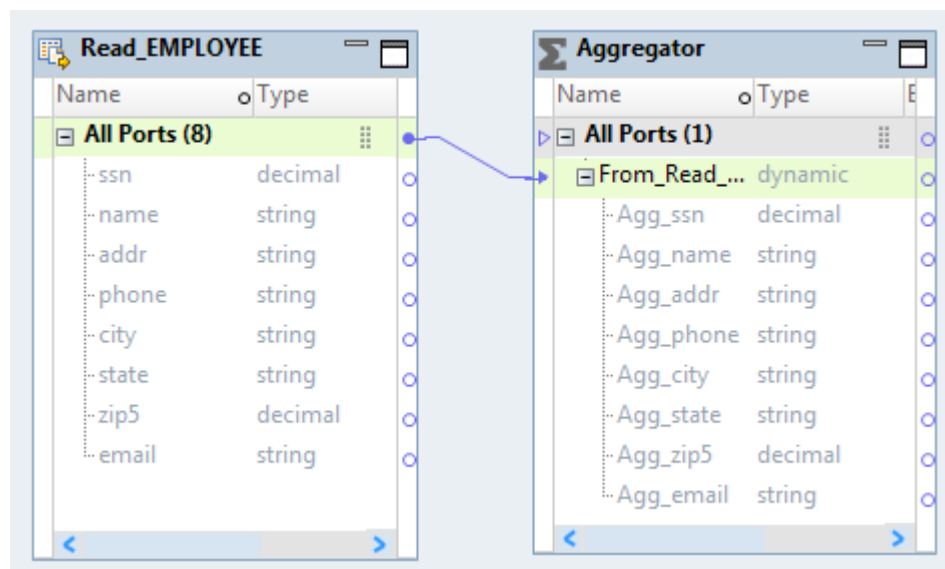 Read_EMPLOYEE
Name Type
All Ports (8)
ssn decimal
name string
addr string
phone string
city string
state string
zip5 decimal
email string
Aggregator
Name Type E
All Ports (1)
From_Read_... dynamic
Agg_ssn decimal
Agg_name string
Agg_addr string
Agg_phone string
Agg_city string
Agg_state string
Agg_zip5 decimal
Agg_email string